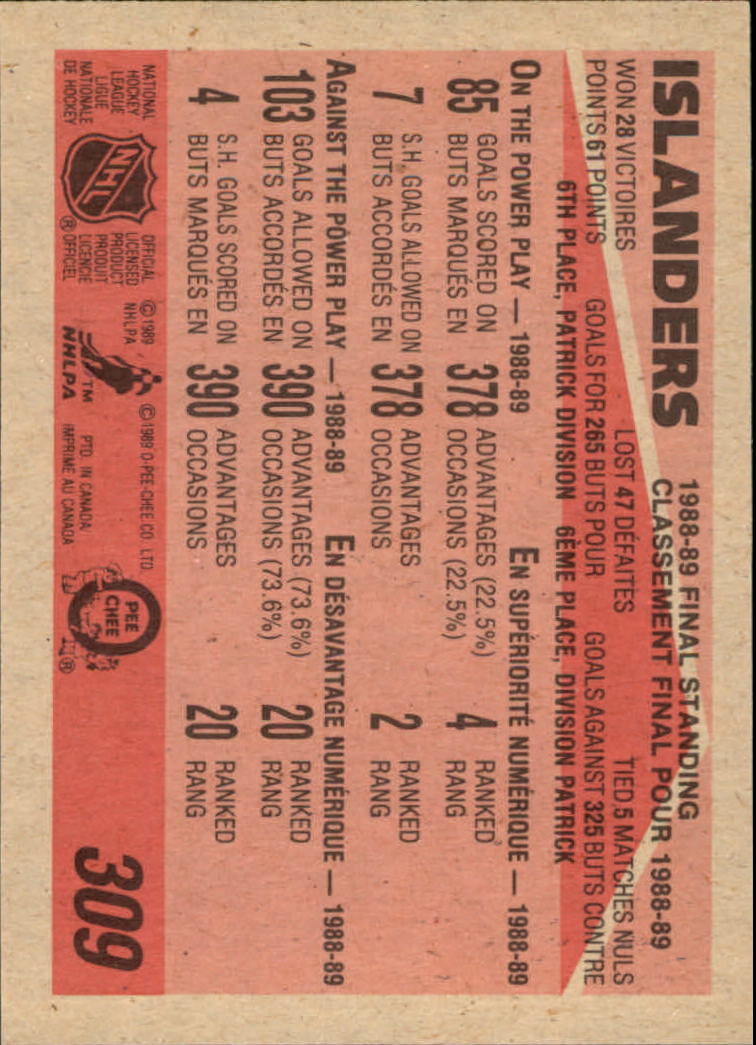 ISLANDERS
1988-89 FINAL STANDING
CLASSEMENT FINAL POUR 1988-89
WON 28 VICTOIRES LOST 47 DÉFAITES TIED 5 MATCHES NULS
POINTS 61 POINTS GOALS FOR 265 BUTS POUR GOALS AGAINST 325 BUTS CONTRE
6TH PLACE, PATRICK DIVISION 6ÈME PLACE, DIVISION PATRICK
ON THE POWER PLAY — 1988-89 EN SUPÉRIORITÉ NUMÉRIQUE — 1988-89
85 GOALS SCORED ON 378 ADVANTAGES (22.5%) 4 RANKED
BUTS MARQUÉS EN OCCASIONS (22.5%) RANG
7 S.H. GOALS ALLOWED ON 378 ADVANTAGES 2 RANKED
BUTS ACCORDÉS EN OCCASIONS RANG
AGAINST THE POWER PLAY — 1988-89 EN DÉSAVANTAGE NUMÉRIQUE — 1988-89
103 GOALS ALLOWED ON 390 ADVANTAGES (73.6%) 20 RANKED
BUTS ACCORDÉS EN OCCASIONS (73.6%) RANG
4 S.H. GOALS SCORED ON 390 ADVANTAGES 20 RANKED
BUTS MARQUÉS EN OCCASIONS RANG
NATIONAL
HOCKEY
LEAGUE
LIGUE
NATIONALE
DE HOCKEY
NHL
®
OFFICIAL
LICENSED
PRODUCT
PRODUIT
LICENCIÉ
OFFICIEL
© 1989
NHLPA
TM
NHLPA
© 1989 O-PEE-CHEE CO. LTD.
PTD. IN CANADA
IMPRIMÉ AU CANADA
O
PEE
CHEE
®
309